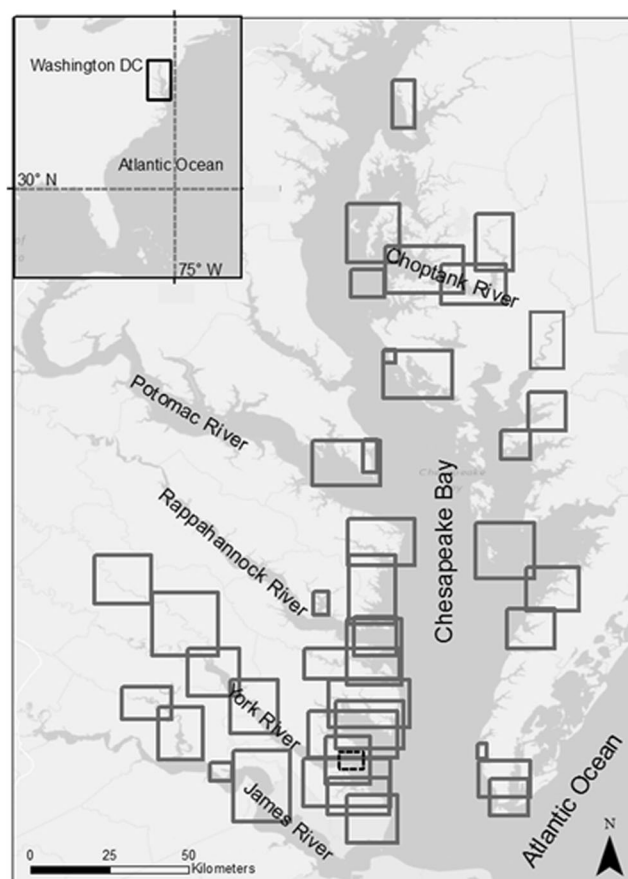 Washington DC
Atlantic Ocean
30° N
75° W
Choptank River
Potomac River
Chesapeake Bay
Rappahannock River
York River
James River
Atlantic Ocean
N
0 25 50
Kilometers